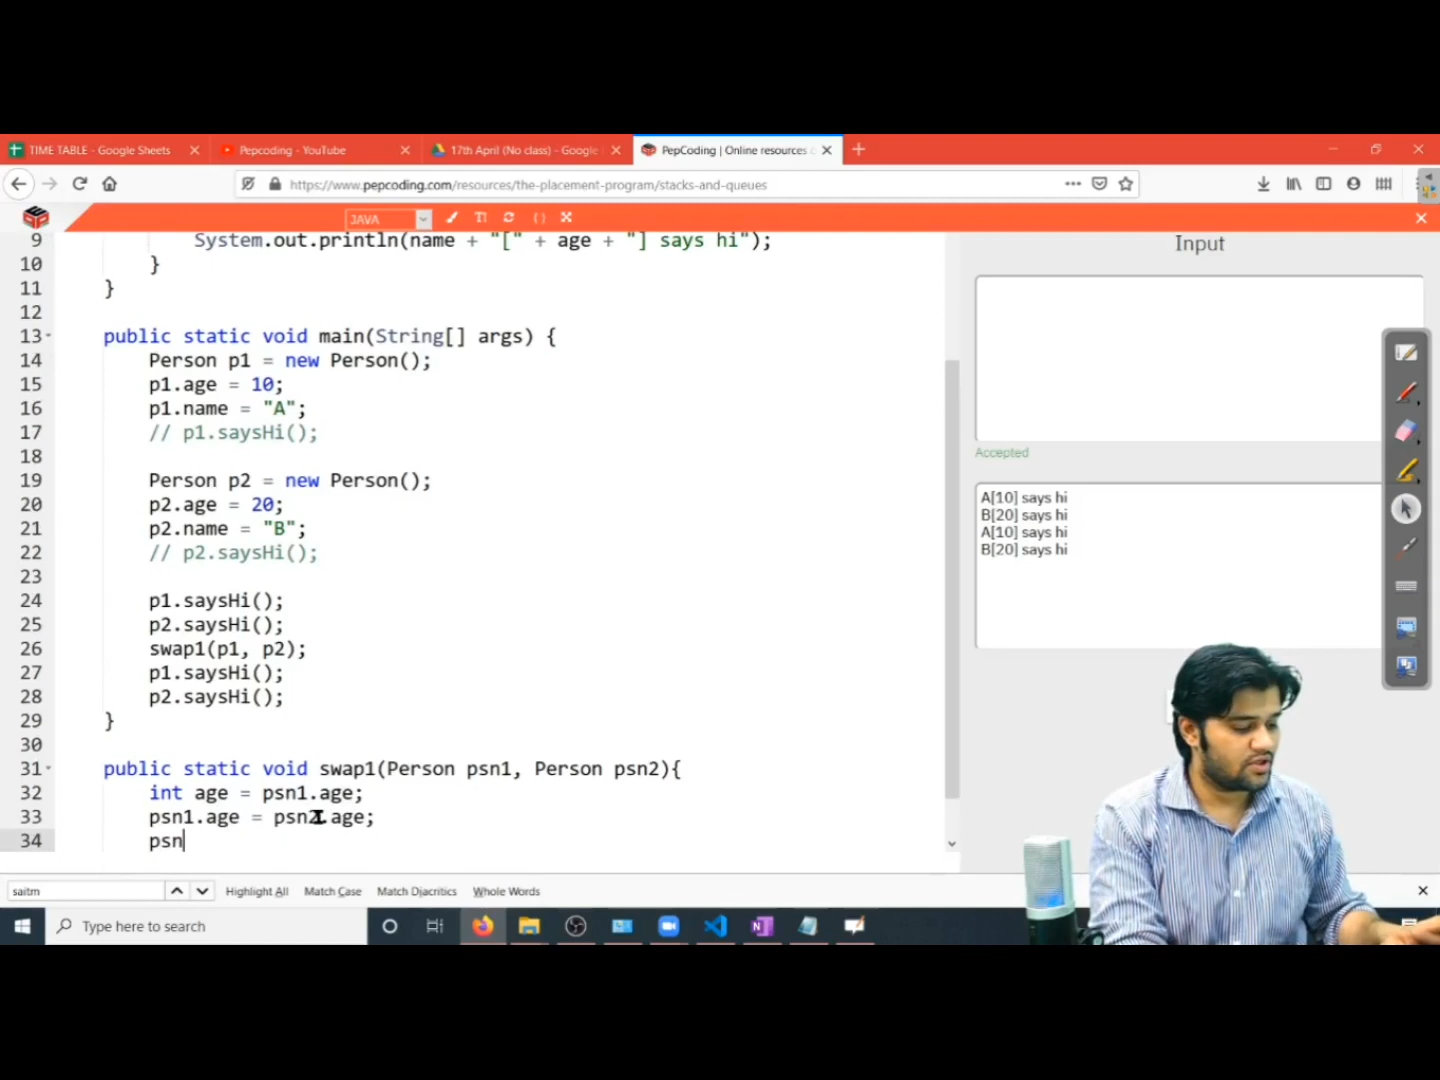 TIME TABLE - Google Sheets
Pepcoding - YouTube
17th April (No class) - Google
PepCoding | Online resources
https://www.pepcoding.com/resources/the-placement-program/stacks-and-queues
JAVA
9 System.out.println(name + "[" + age + "] says hi");
10 }
11 }
12
13 public static void main(String[] args) {
14 Person p1 = new Person();
15 p1.age = 10;
16 p1.name = "A";
17 // p1.saysHi();
18
19 Person p2 = new Person();
20 p2.age = 20;
21 p2.name = "B";
22 // p2.saysHi();
23
24 p1.saysHi();
25 p2.saysHi();
26 swap1(p1, p2);
27 p1.saysHi();
28 p2.saysHi();
29 }
30
31 public static void swap1(Person psn1, Person psn2){
32 int age = psn1.age;
33 psn1.age = psn2.age;
34 psn
Input
Accepted
A[10] says hi
B[20] says hi
A[10] says hi
B[20] says hi
saitm
Highlight All Match Case Match Diacritics Whole Words
Type here to search